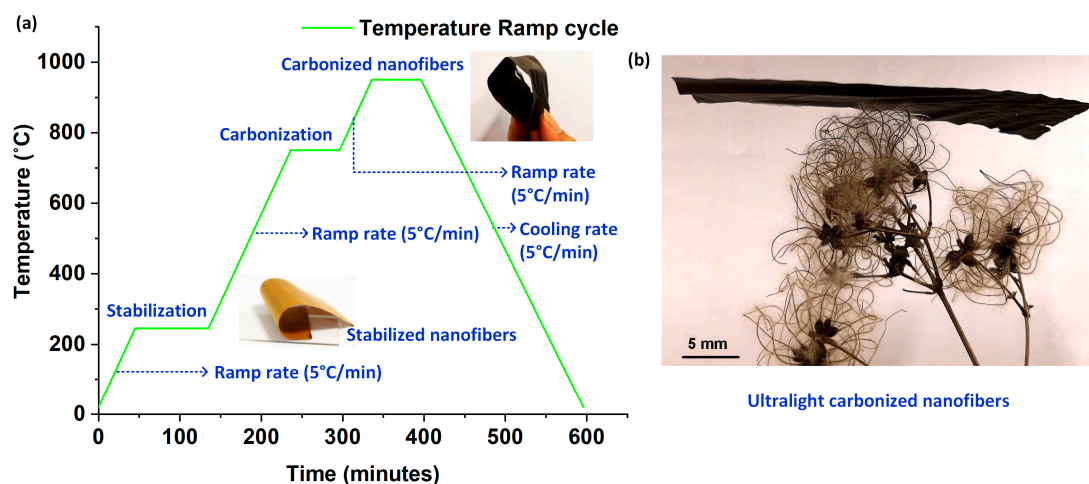 (a)
Temperature Ramp cycle
Carbonized nanofibers
Carbonization
Ramp rate
(5°C/min)
Ramp rate (5°C/min)
Cooling rate
(5°C/min)
Stabilization
Stabilized nanofibers
Ramp rate (5°C/min)
Temperature (˚C)
1000
800
600
400
200
0
0
100
200
300
400
500
600
Time (minutes)
(b)
5 mm
Ultralight carbonized nanofibers